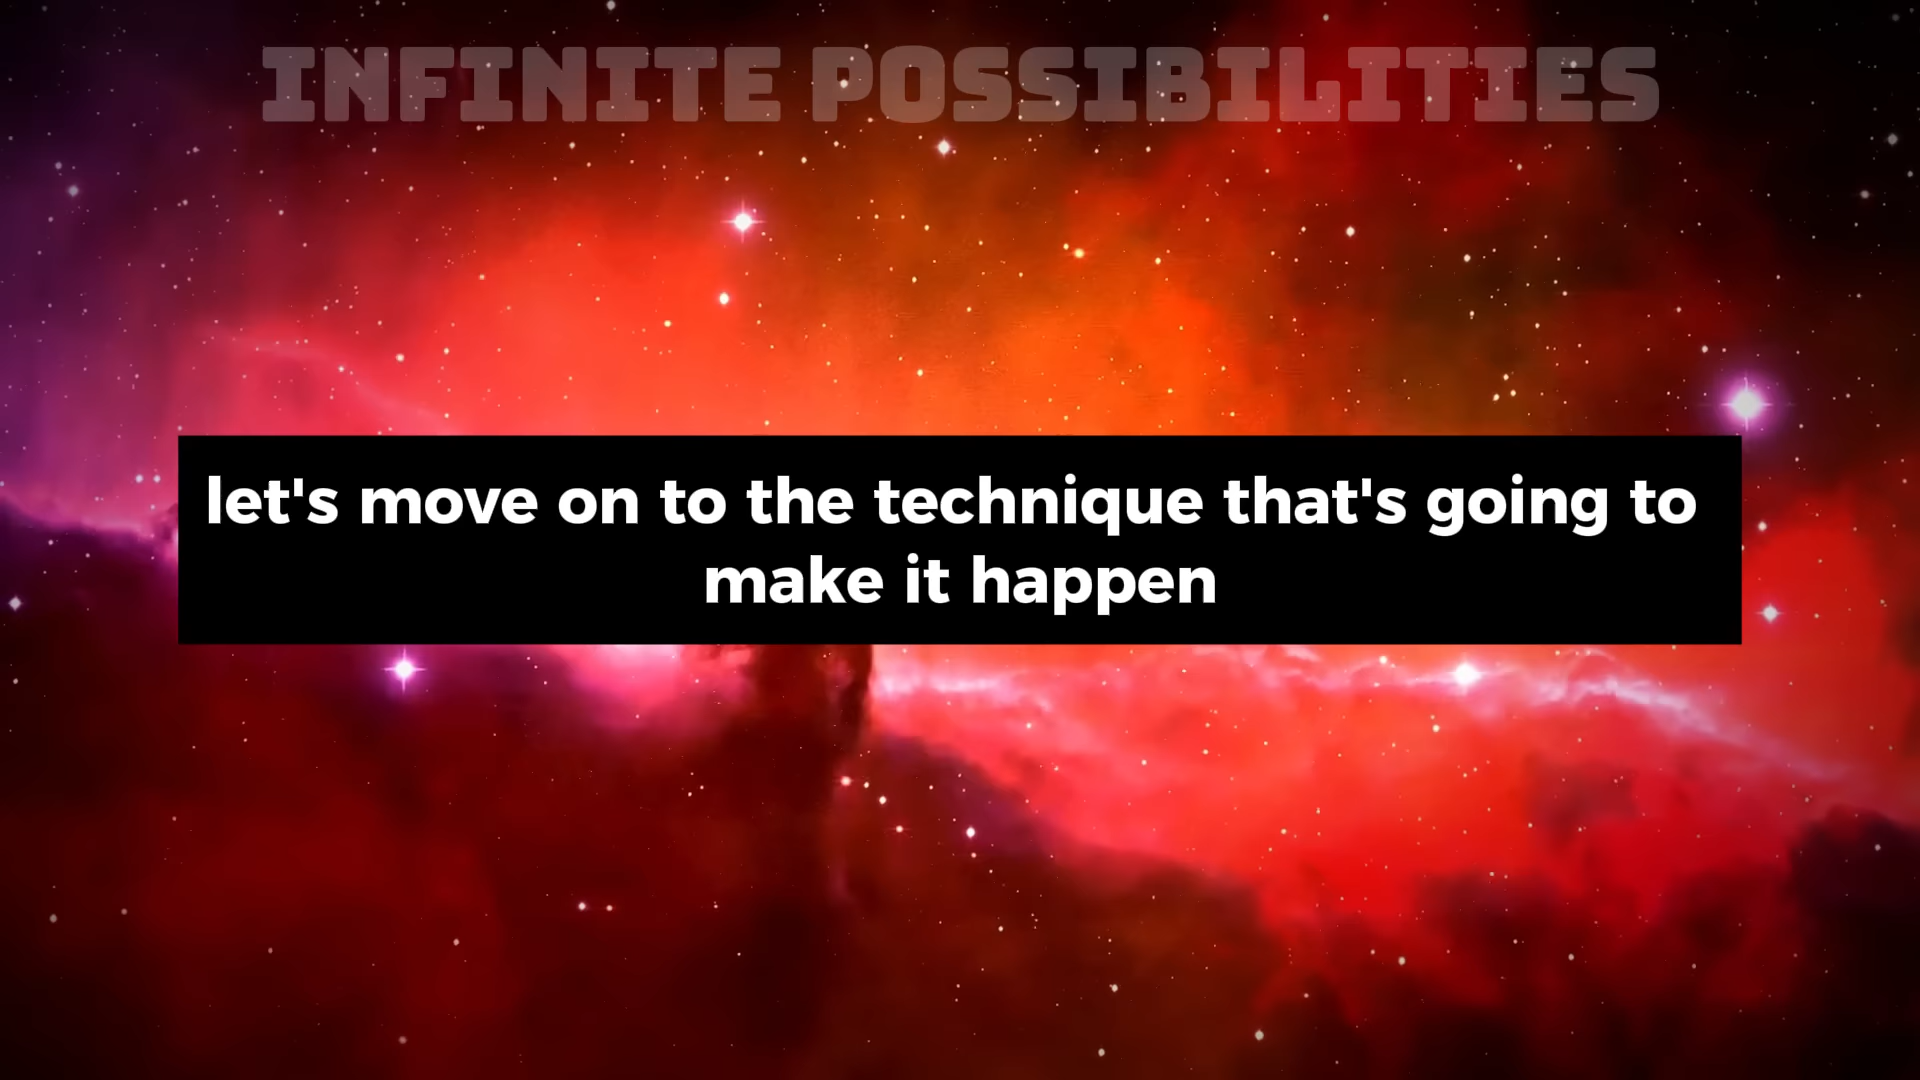 INFINITE POSSIBILITIES
let's move on to the technique that's going to
make it happen